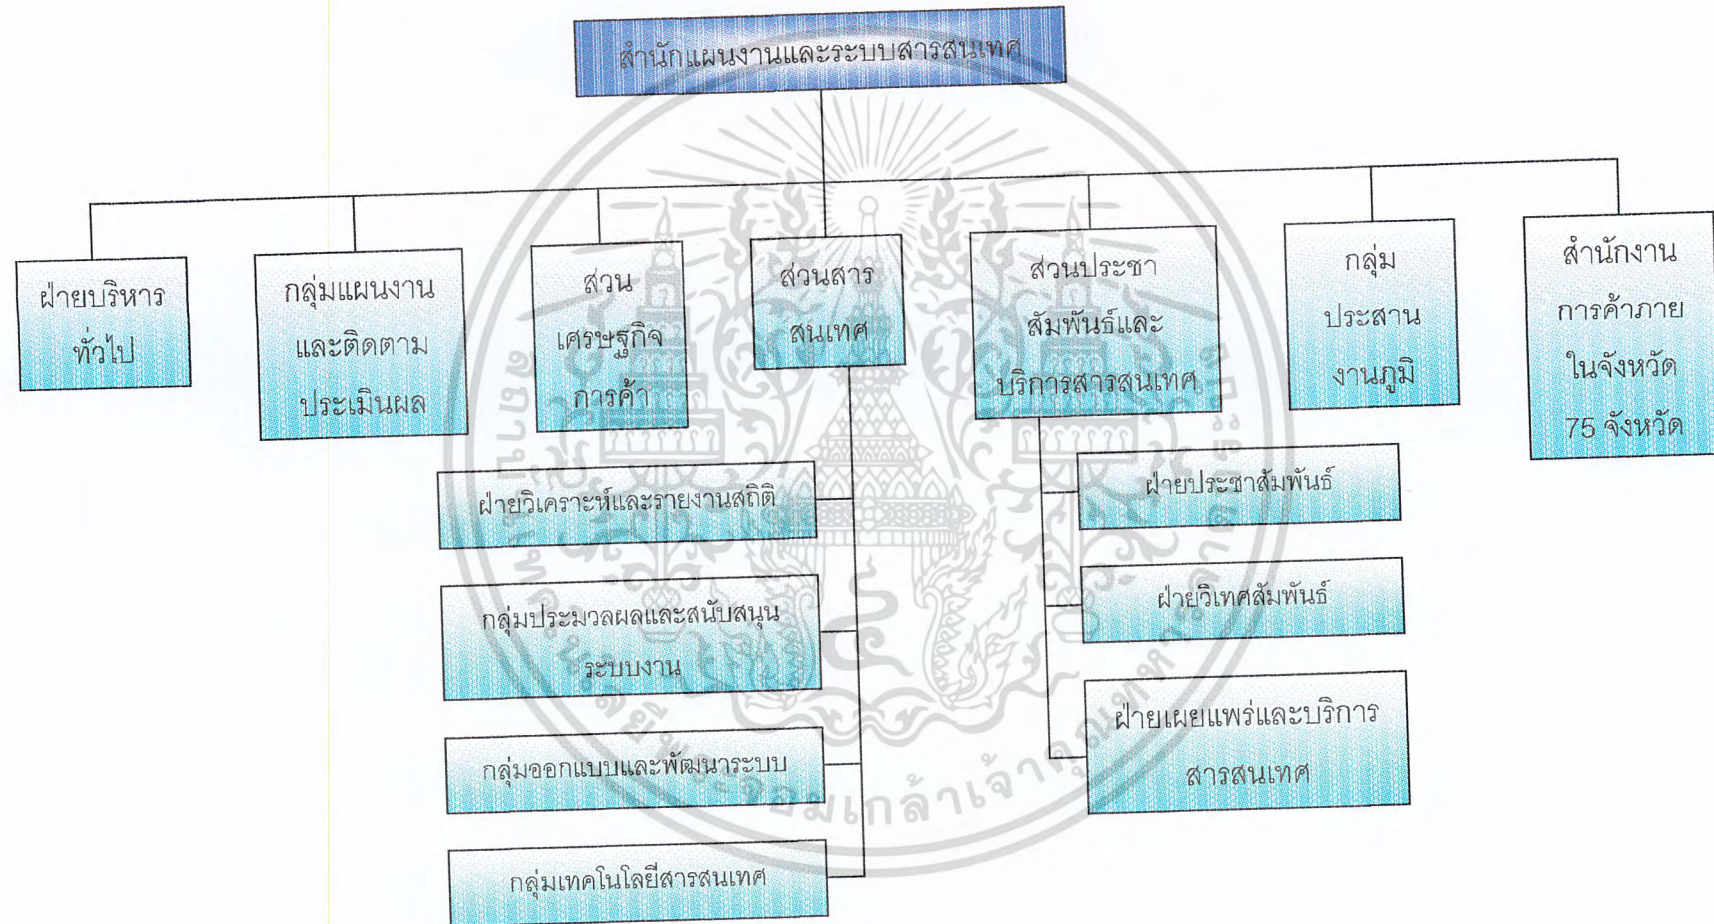 สำนักแผนงานและระบบสารสนเทศ
ฝ่ายบริหาร
ทั่วไป
กลุ่มแผนงาน
และติดตาม
ประเมินผล
ส่วน
เศรษฐกิจ
การค้า
ส่วนสาร
สนเทศ
ส่วนประชา
สัมพันธ์และ
บริการสารสนเทศ
กลุ่ม
ประสาน
งานภูมิ
สำนักงาน
การค้าภาย
ในจังหวัด
75 จังหวัด
ฝ่ายวิเคราะห์และรายงานสถิติ
กลุ่มประมวลผลและสนับสนุน
ระบบงาน
กลุ่มออกแบบและพัฒนาระบบ
กลุ่มเทคโนโลยีสารสนเทศ
ฝ่ายประชาสัมพันธ์
ฝ่ายวิเทศสัมพันธ์
ฝ่ายเผยแพร่และบริการ
สารสนเทศ